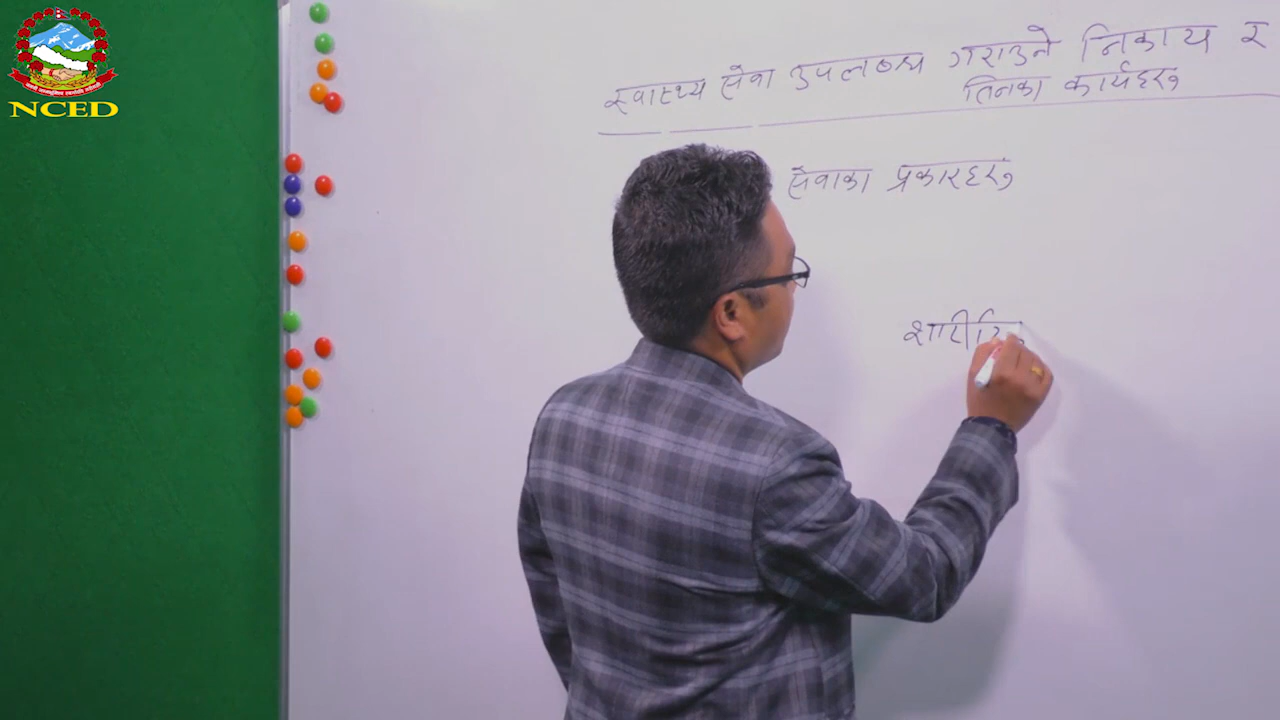 NCED
स्वास्थ्य सेवा उपलब्ध गराउने निकाय र
तिनका कार्यहरु
सेवाका प्रकारहरु
शारीरि